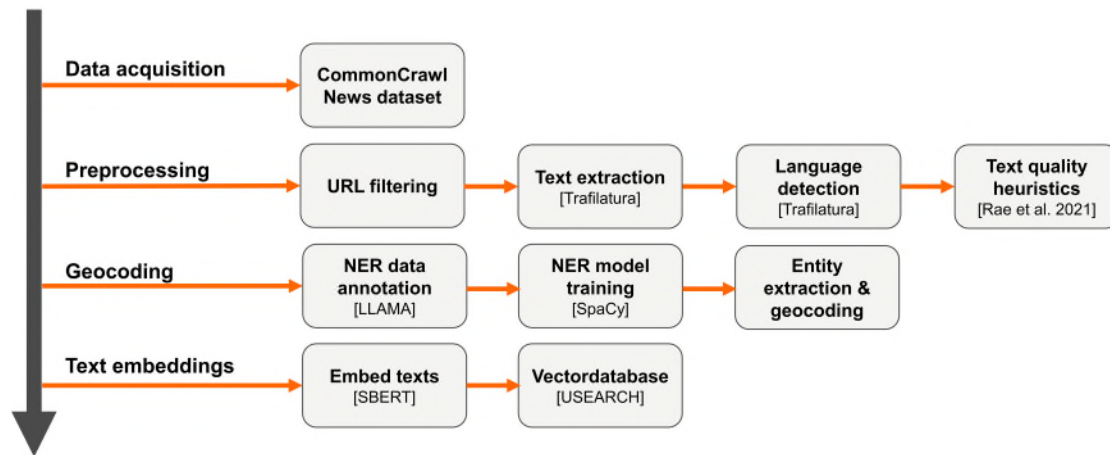 Data acquisition
CommonCrawl
News dataset
Preprocessing
URL filtering
Text extraction
[Trafilatura]
Language
detection
[Trafilatura]
Text quality
heuristics
[Rae et al. 2021]
Geocoding
NER data
annotation
[LLAMA]
NER model
training
[SpaCy]
Entity
extraction &
geocoding
Text embeddings
Embed texts
[SBERT]
Vectordatabase
[USEARCH]